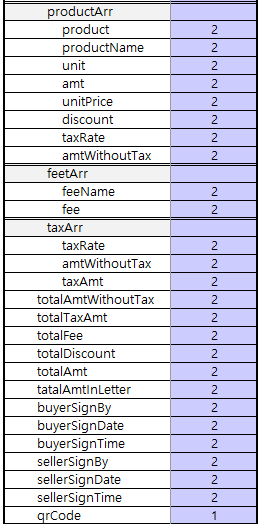 productArr
product 2
productName 2
unit 2
amt 2
unitPrice 2
discount 2
taxRate 2
amtWithoutTax 2
feetArr
feeName 2
fee 2
taxArr
taxRate 2
amtWithoutTax 2
taxAmt 2
totalAmtWithoutTax 2
totalTaxAmt 2
totalFee 2
totalDiscount 2
totalAmt 2
tatalAmtInLetter 2
buyerSignBy 2
buyerSignDate 2
buyerSignTime 2
sellerSignBy 2
sellerSignDate 2
sellerSignTime 2
qrCode 1